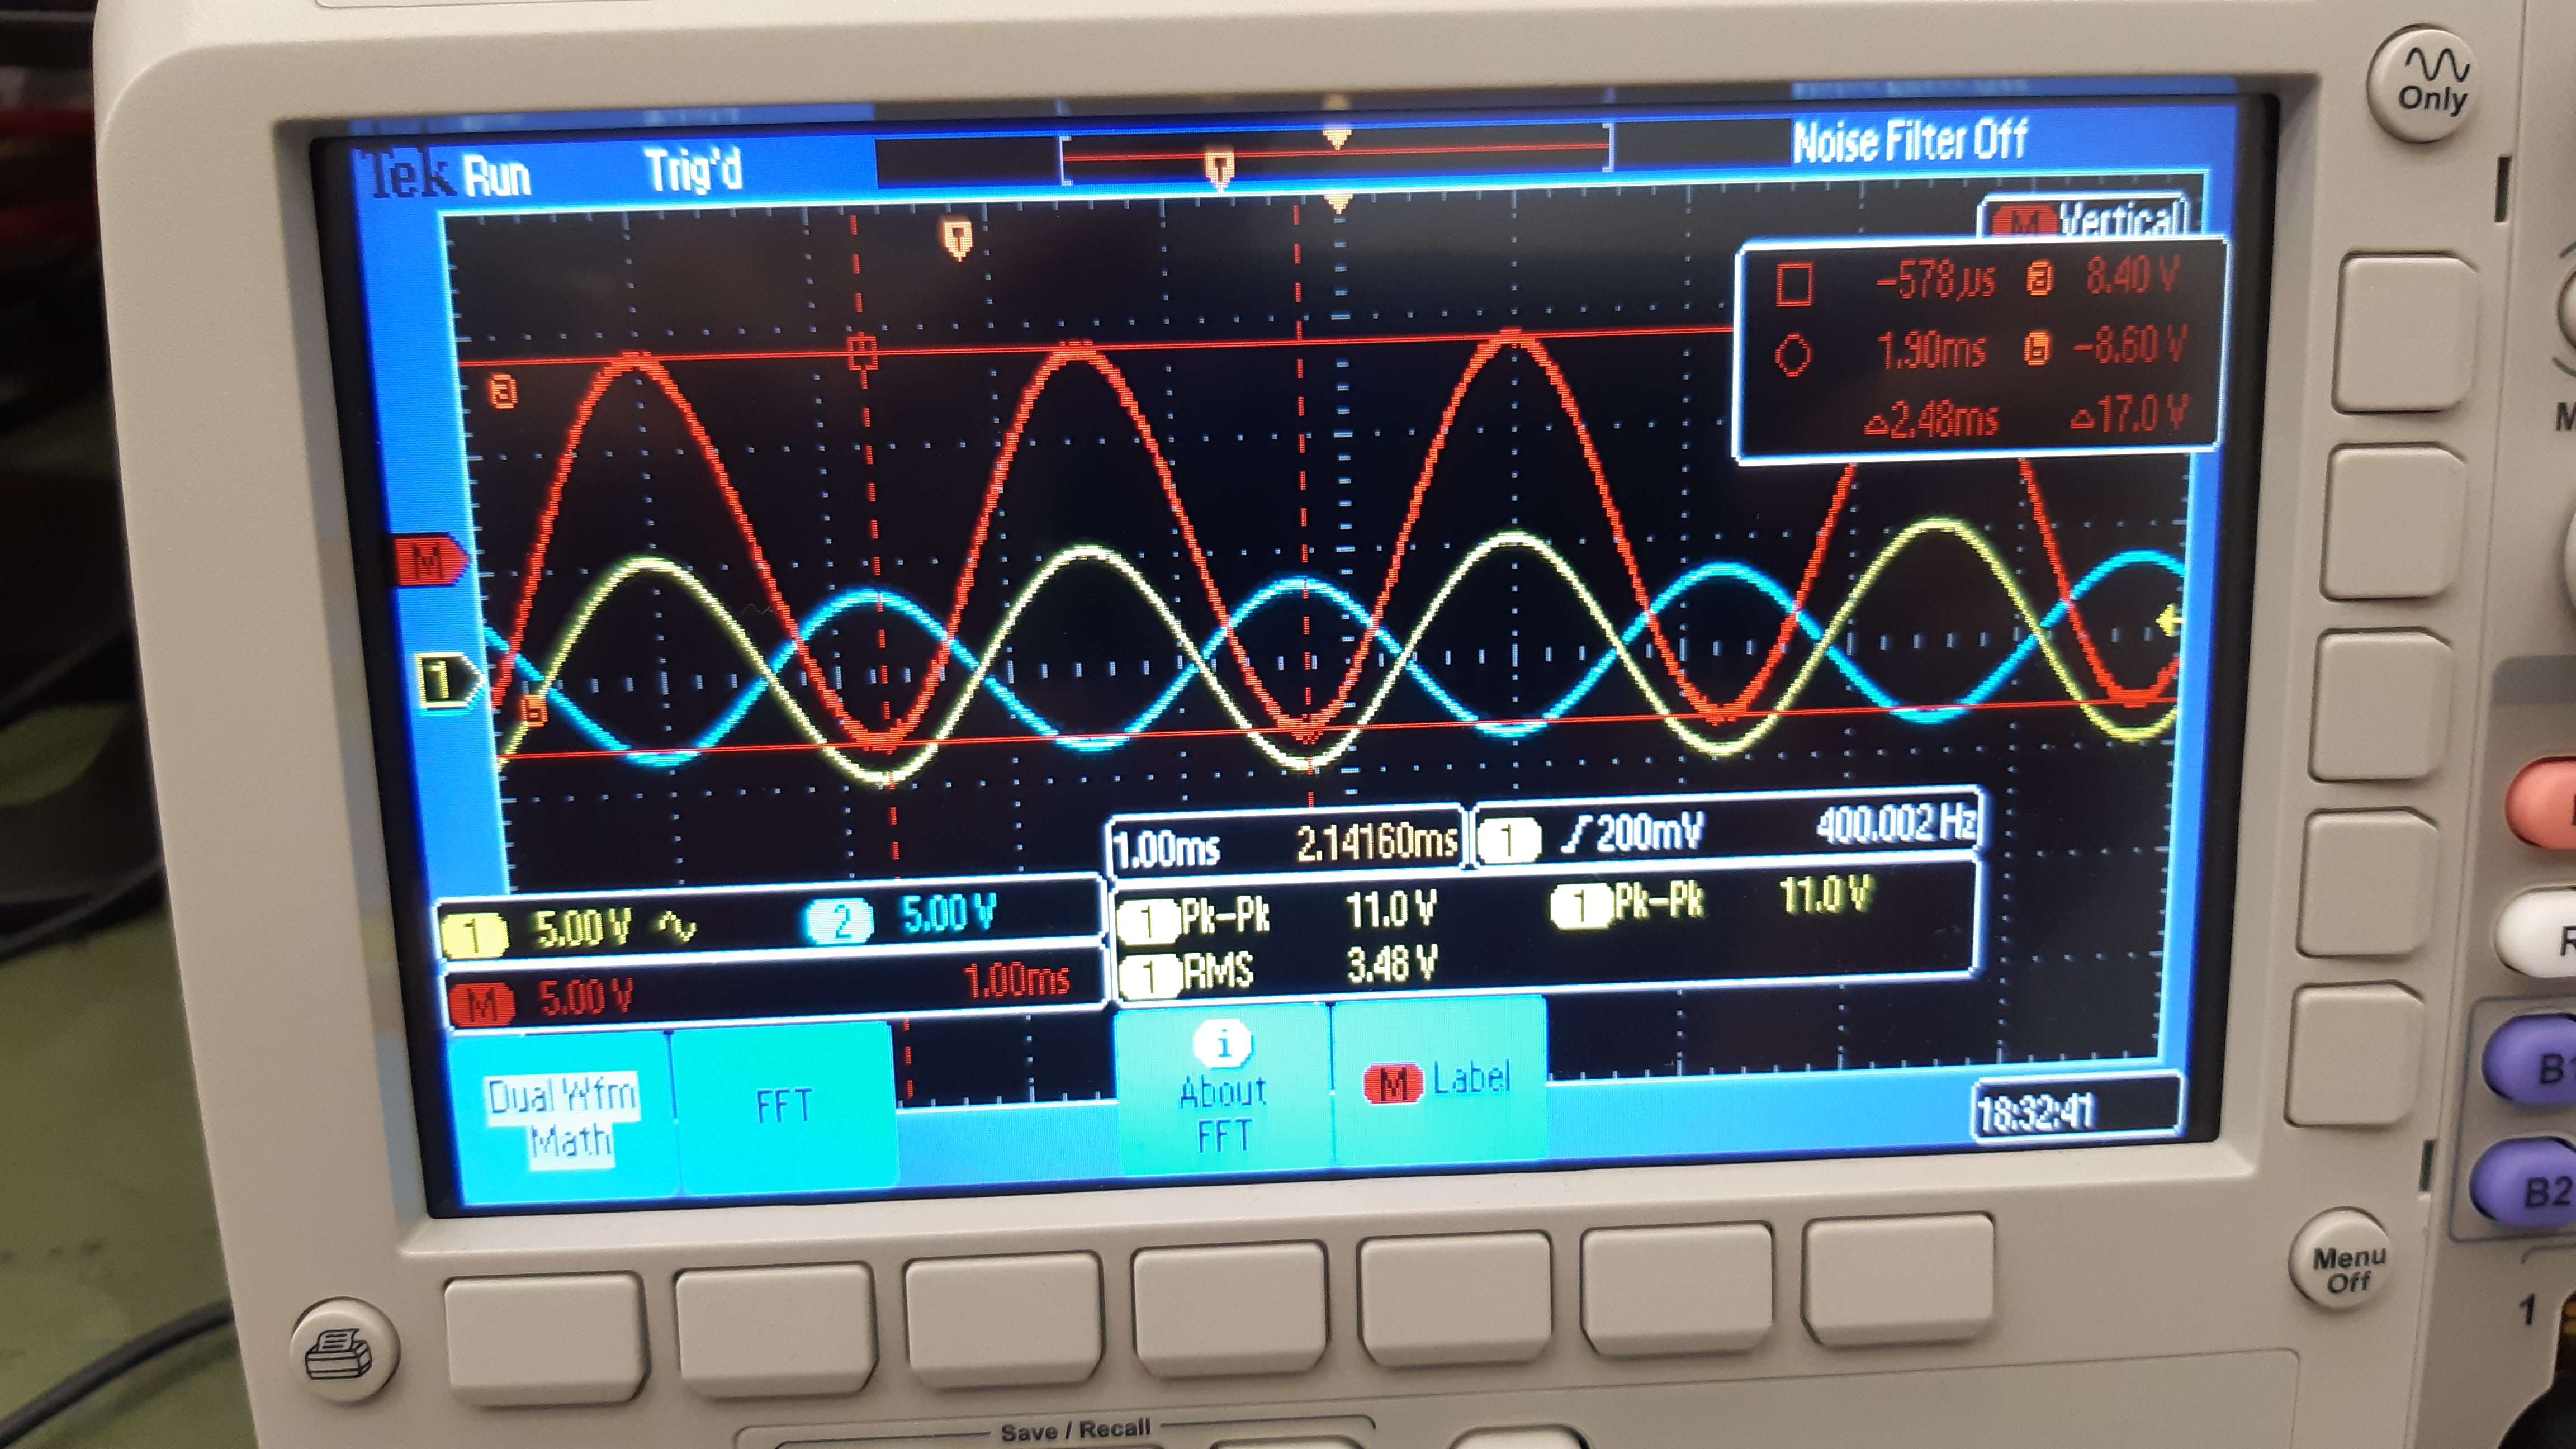 Tek Run Trig'd Noise Filter Off
M Vertical
-578µs a 8.40 V
1.90ms b -8.60 V
△2.48ms △17.0 V
a
M
1
b
1.00ms 2.14160ms 1 200mV 400.002 Hz
1 5.00 V 2 5.00 V
M 5.00 V 1.00ms
1 Pk-Pk 11.0 V 1 Pk-Pk 11.0 V
1 RMS 3.48 V
Dual Wfm
Math
FFT
i
About
FFT
M Label
18:32:41
Only
M
B1
B2
Menu
Off
1
Save / Recall